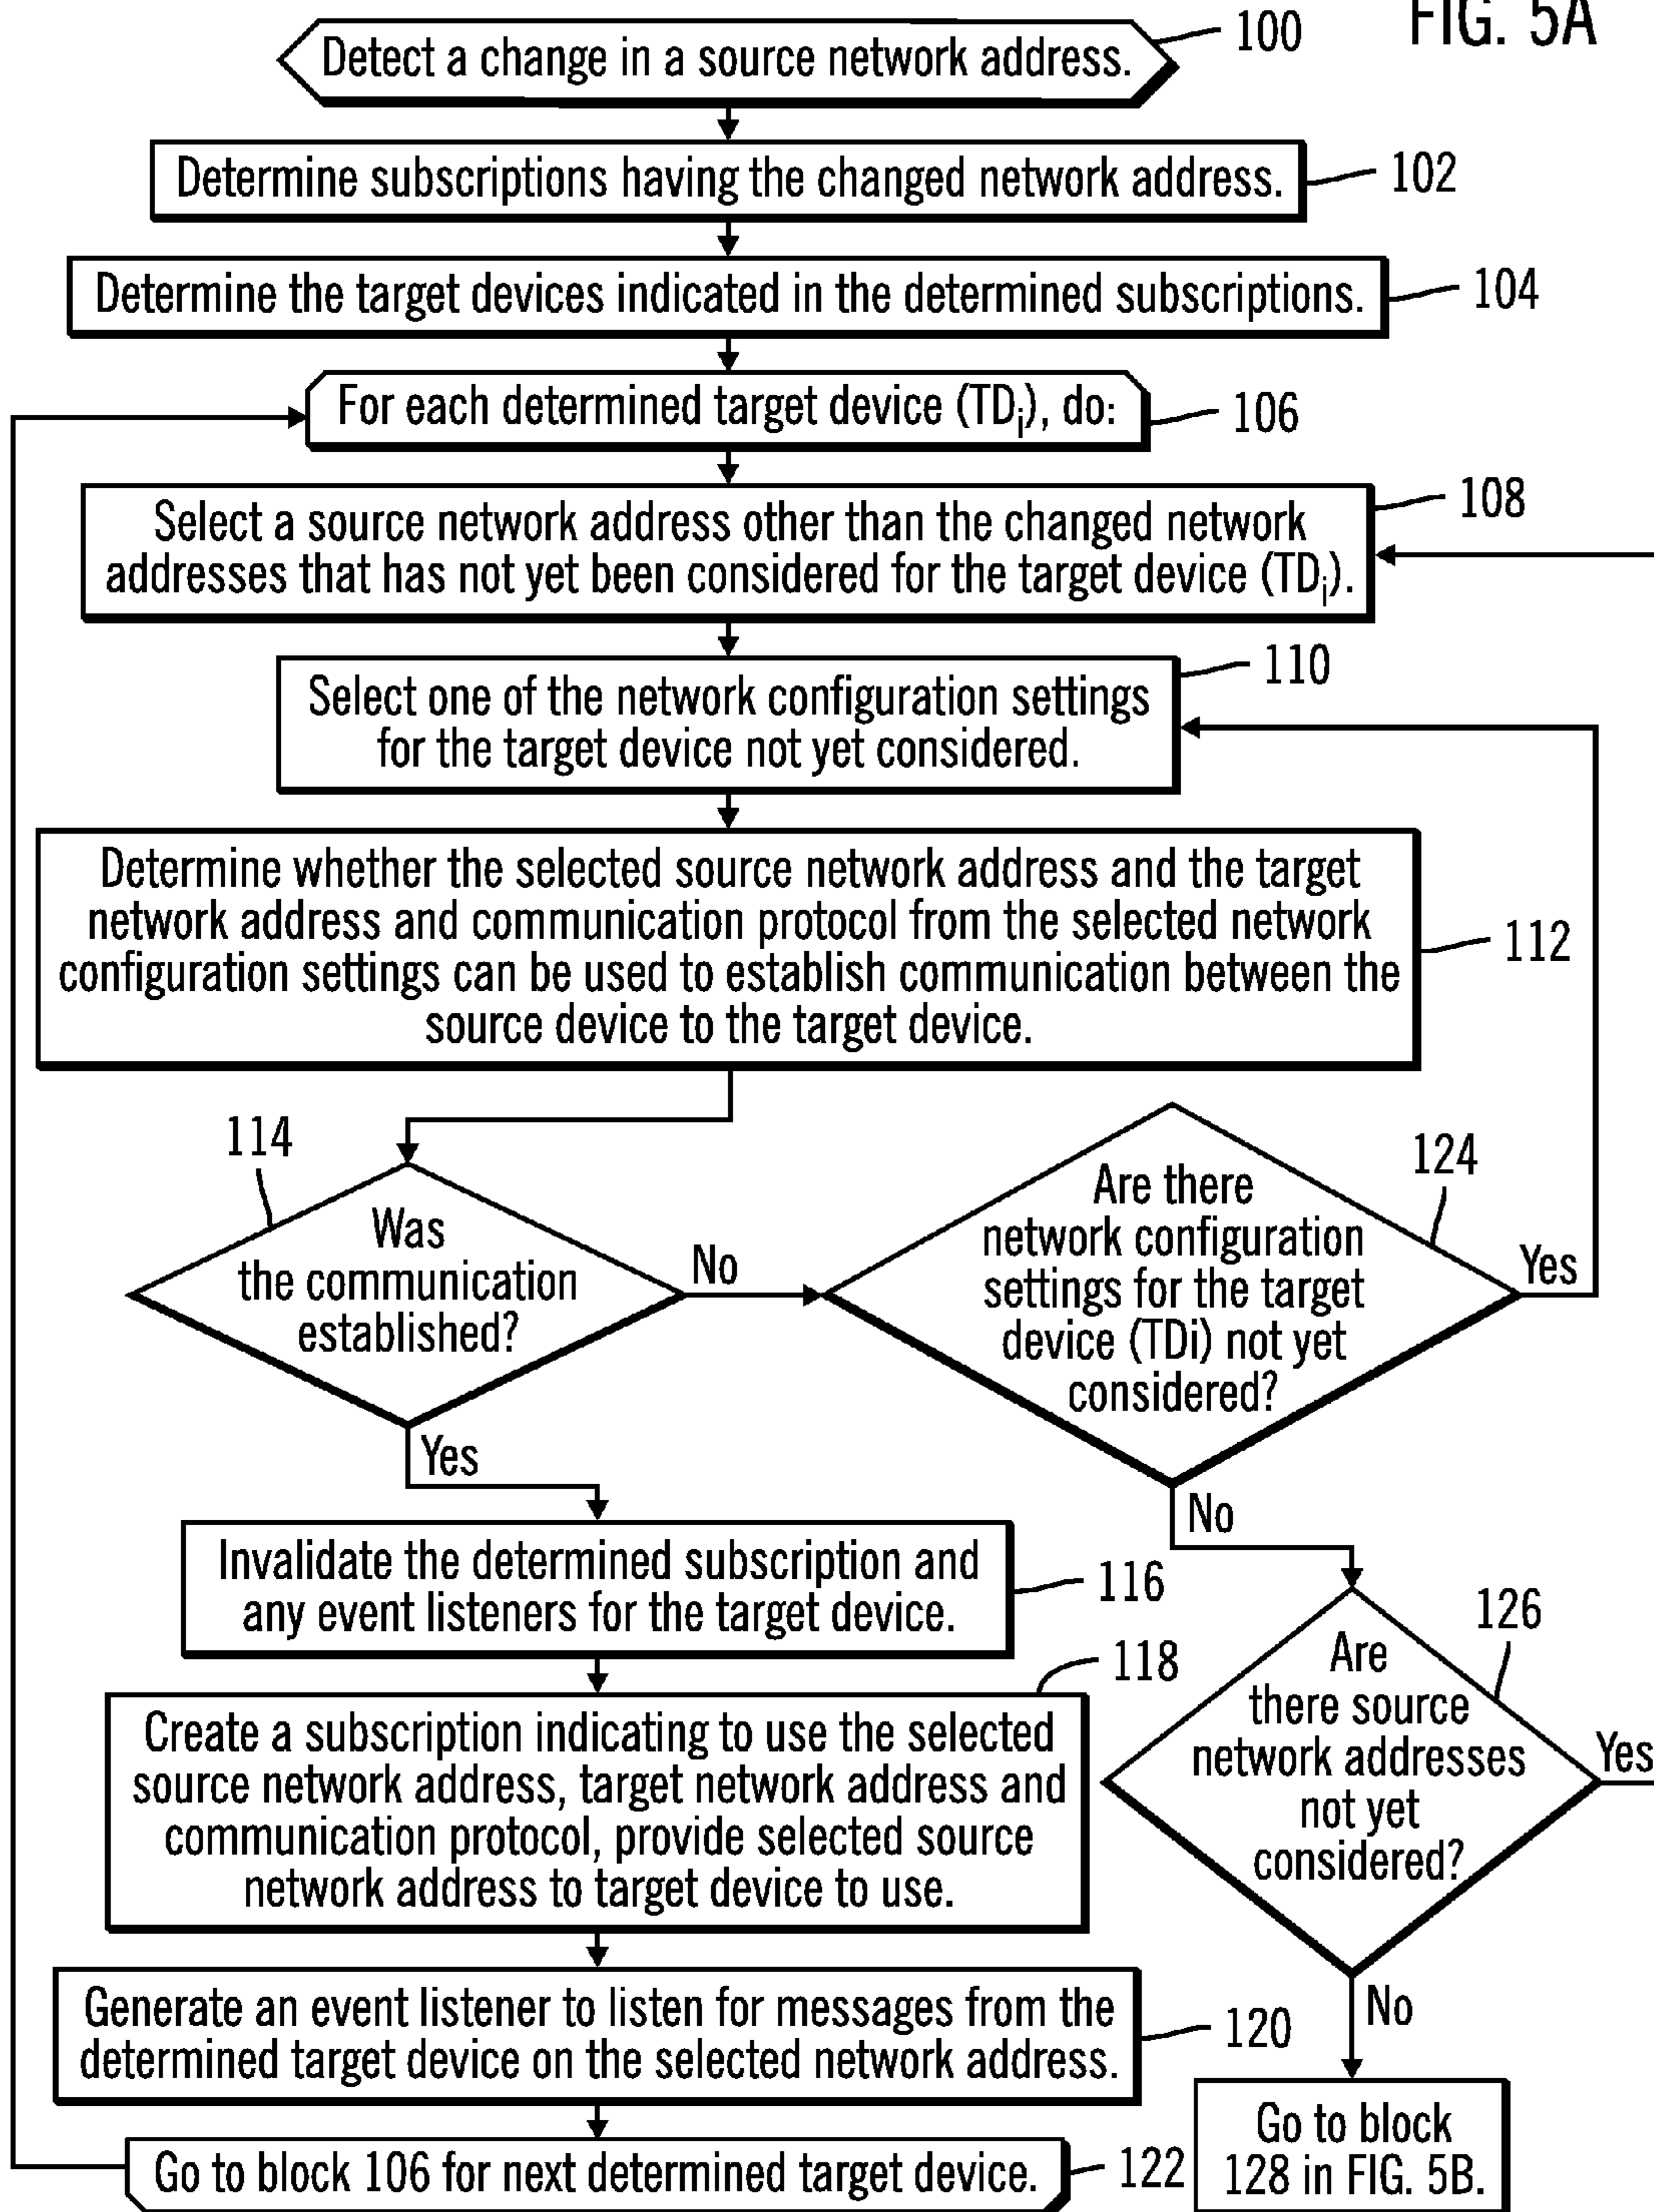 FIG. 5A
Detect a change in a source network address.
100
Determine subscriptions having the changed network address.
102
Determine the target devices indicated in the determined subscriptions.
104
For each determined target device (TDi), do:
106
108
Select a source network address other than the changed network
addresses that has not yet been considered for the target device (TDi).
110
Select one of the network configuration settings
for the target device not yet considered.
Determine whether the selected source network address and the target
network address and communication protocol from the selected network
configuration settings can be used to establish communication between the
source device to the target device.
112
114
Was
the communication
established?
No
Yes
124
Are there
network configuration
settings for the target
device (TDi) not yet
considered?
Yes
No
Invalidate the determined subscription and
any event listeners for the target device.
116
118
Create a subscription indicating to use the selected
source network address, target network address and
communication protocol, provide selected source
network address to target device to use.
126
Are
there source
network addresses
not yet
considered?
Yes
No
Generate an event listener to listen for messages from the
determined target device on the selected network address.
120
Go to block 106 for next determined target device.
122
Go to block
128 in FIG. 5B.